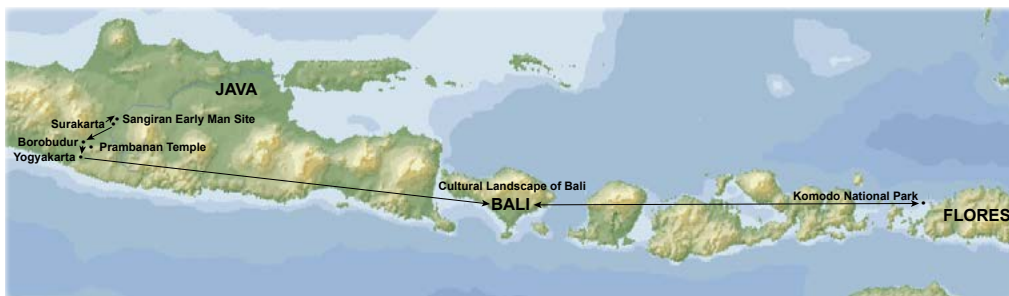 JAVA
Sangiran Early Man Site
Surakarta
Borobudur
Prambanan Temple
Yogyakarta
Cultural Landscape of Bali
BALI
Komodo National Park
FLORES